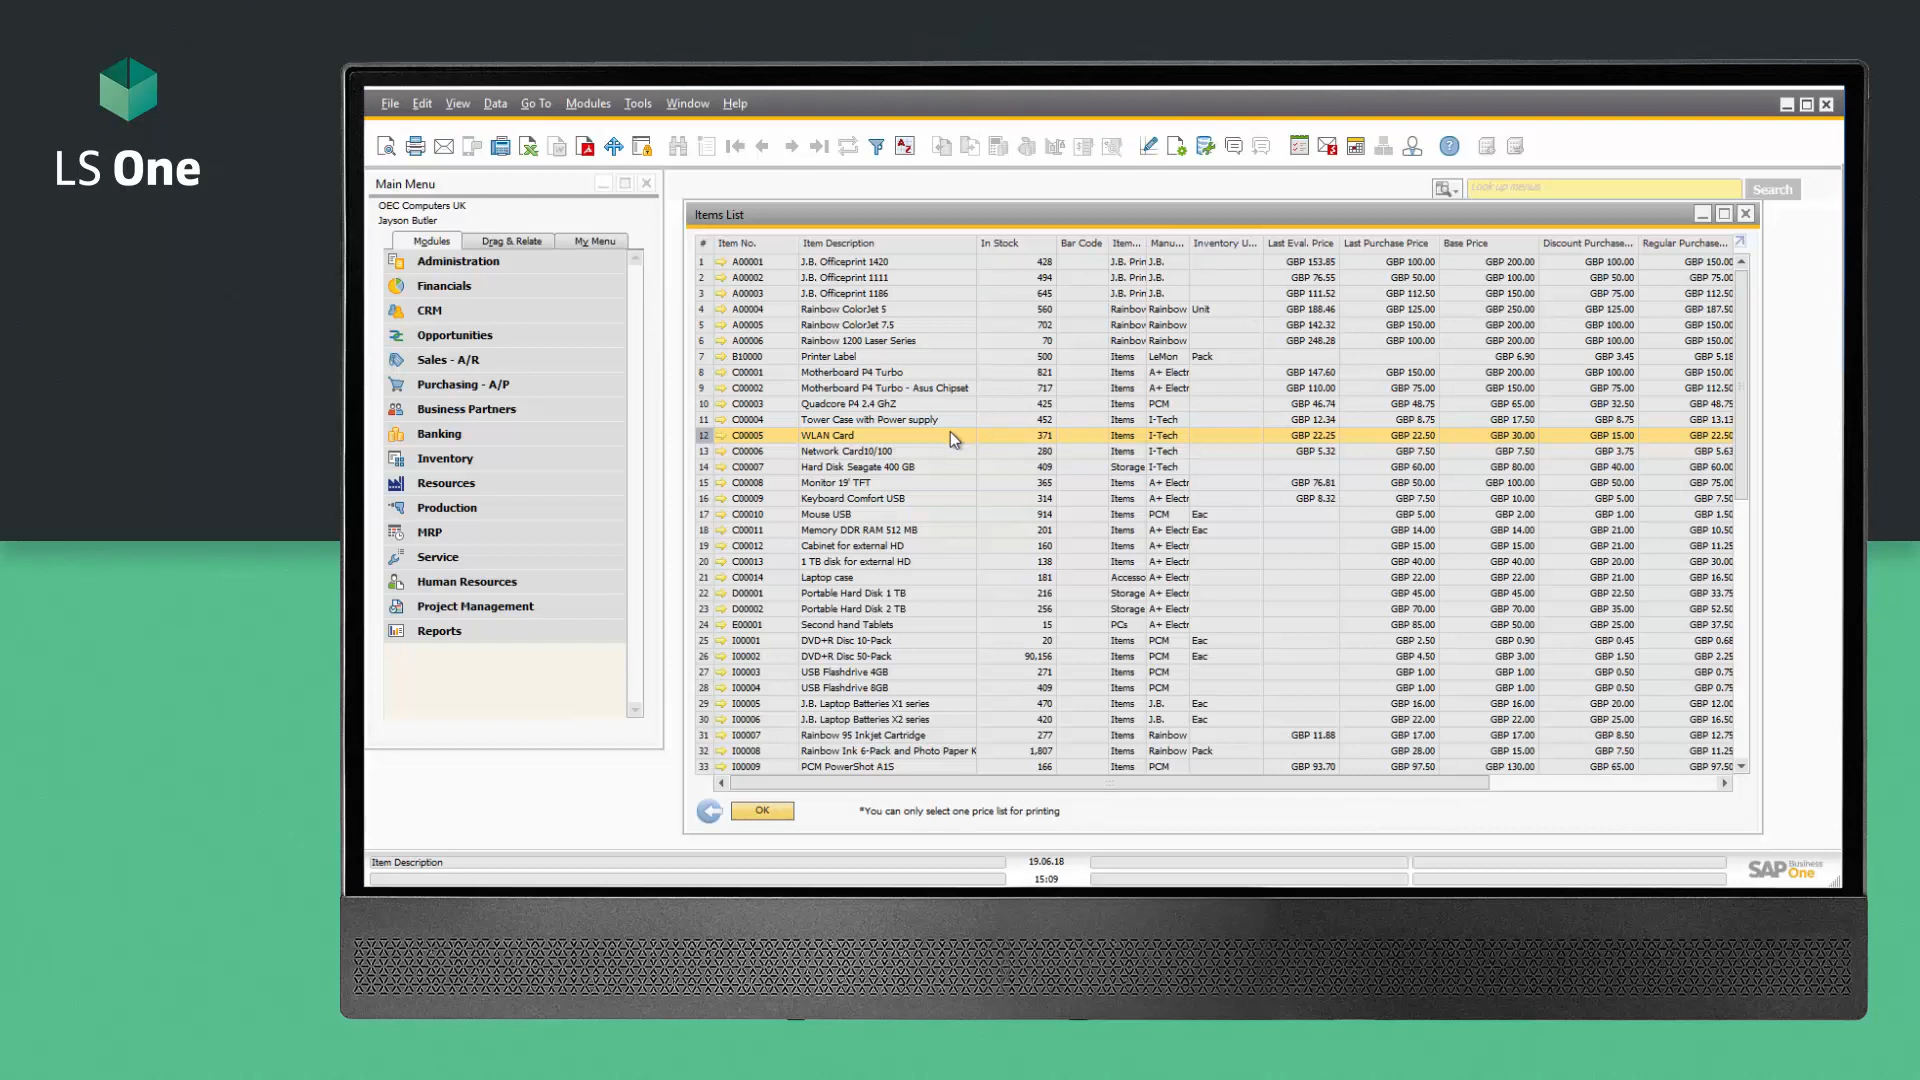 LS One
File Edit View Data Go To Modules Tools Window Help
Main Menu
OEC Computers UK
Jayson Butler
Modules Drag & Relate My Menu
Administration
Financials
CRM
Opportunities
Sales - A/R
Purchasing - A/P
Business Partners
Banking
Inventory
Resources
Production
MRP
Service
Human Resources
Project Management
Reports
Look up menus Search
Items List
# Item No. Item Description In Stock Bar Code Item... Manu... Inventory U... Last Eval. Price Last Purchase Price Base Price Discount Purchase... Regular Purchase...
1 A00001 J.B. Officeprint 1420 428 J.B. Prin J.B. GBP 153.85 GBP 100.00 GBP 200.00 GBP 100.00 GBP 150.00
2 A00002 J.B. Officeprint 1111 494 J.B. Prin J.B. GBP 76.55 GBP 50.00 GBP 100.00 GBP 50.00 GBP 75.00
3 A00003 J.B. Officeprint 1186 645 J.B. Prin J.B. GBP 111.52 GBP 112.50 GBP 150.00 GBP 75.00 GBP 112.50
4 A00004 Rainbow ColorJet 5 560 Rainbow Rainbow Unit GBP 188.46 GBP 125.00 GBP 250.00 GBP 125.00 GBP 187.50
5 A00005 Rainbow ColorJet 7.5 702 Rainbow Rainbow GBP 142.32 GBP 150.00 GBP 200.00 GBP 100.00 GBP 150.00
6 A00006 Rainbow 1200 Laser Series 70 Rainbow Rainbow GBP 248.28 GBP 100.00 GBP 200.00 GBP 100.00 GBP 150.00
7 B10000 Printer Label 500 Items LeMon Pack GBP 6.90 GBP 3.45 GBP 5.18
8 C00001 Motherboard P4 Turbo 821 Items A+ Electr GBP 147.60 GBP 150.00 GBP 200.00 GBP 100.00 GBP 150.00
9 C00002 Motherboard P4 Turbo - Asus Chipset 717 Items A+ Electr GBP 110.00 GBP 75.00 GBP 150.00 GBP 75.00 GBP 112.50
10 C00003 Quadcore P4 2.4 GhZ 425 Items PCM GBP 46.74 GBP 48.75 GBP 65.00 GBP 32.50 GBP 48.75
11 C00004 Tower Case with Power supply 452 Items I-Tech GBP 12.34 GBP 8.75 GBP 17.50 GBP 8.75 GBP 13.13
12 C00005 WLAN Card 371 Items I-Tech GBP 22.25 GBP 22.50 GBP 30.00 GBP 15.00 GBP 22.50
13 C00006 Network Card10/100 280 Items I-Tech GBP 5.32 GBP 7.50 GBP 7.50 GBP 3.75 GBP 5.63
14 C00007 Hard Disk Seagate 400 GB 409 Storage I-Tech GBP 60.00 GBP 80.00 GBP 40.00 GBP 60.00
15 C00008 Monitor 19' TFT 365 Items A+ Electr GBP 76.81 GBP 50.00 GBP 100.00 GBP 50.00 GBP 75.00
16 C00009 Keyboard Comfort USB 314 Items A+ Electr GBP 8.32 GBP 7.50 GBP 10.00 GBP 5.00 GBP 7.50
17 C00010 Mouse USB 914 Items PCM Eac GBP 5.00 GBP 2.00 GBP 1.00 GBP 1.50
18 C00011 Memory DDR RAM 512 MB 201 Items A+ Electr Eac GBP 14.00 GBP 14.00 GBP 21.00 GBP 10.50
19 C00012 Cabinet for external HD 160 Items A+ Electr GBP 15.00 GBP 15.00 GBP 21.00 GBP 11.25
20 C00013 1 TB disk for external HD 138 Items A+ Electr GBP 40.00 GBP 40.00 GBP 20.00 GBP 30.00
21 C00014 Laptop case 181 Accesso A+ Electr GBP 22.00 GBP 22.00 GBP 21.00 GBP 16.50
22 D00001 Portable Hard Disk 1 TB 216 Storage A+ Electr GBP 45.00 GBP 45.00 GBP 22.50 GBP 33.75
23 D00002 Portable Hard Disk 2 TB 256 Storage A+ Electr GBP 70.00 GBP 70.00 GBP 35.00 GBP 52.50
24 E00001 Second hand Tablets 15 PCs A+ Electr GBP 85.00 GBP 50.00 GBP 25.00 GBP 37.50
25 I00001 DVD+R Disc 10-Pack 20 Items PCM Eac GBP 2.50 GBP 0.90 GBP 0.45 GBP 0.68
26 I00002 DVD+R Disc 50-Pack 90,156 Items PCM Eac GBP 4.50 GBP 3.00 GBP 1.50 GBP 2.25
27 I00003 USB Flashdrive 4GB 271 Items PCM GBP 1.00 GBP 1.00 GBP 0.50 GBP 0.75
28 I00004 USB Flashdrive 8GB 409 Items PCM GBP 1.00 GBP 1.00 GBP 0.50 GBP 0.75
29 I00005 J.B. Laptop Batteries X1 series 470 Items J.B. Eac GBP 16.00 GBP 16.00 GBP 20.00 GBP 12.00
30 I00006 J.B. Laptop Batteries X2 series 420 Items J.B. Eac GBP 22.00 GBP 22.00 GBP 25.00 GBP 16.50
31 I00007 Rainbow 95 Inkjet Cartridge 277 Items Rainbow GBP 11.88 GBP 17.00 GBP 17.00 GBP 8.50 GBP 12.75
32 I00008 Rainbow Ink 6-Pack and Photo Paper K 1,807 Items Rainbow Pack GBP 28.00 GBP 15.00 GBP 7.50 GBP 11.25
33 I00009 PCM PowerShot A15 166 Items PCM GBP 93.70 GBP 97.50 GBP 130.00 GBP 65.00 GBP 97.50
OK *You can only select one price list for printing
Item Description 19.06.18
15:09
SAP Business One